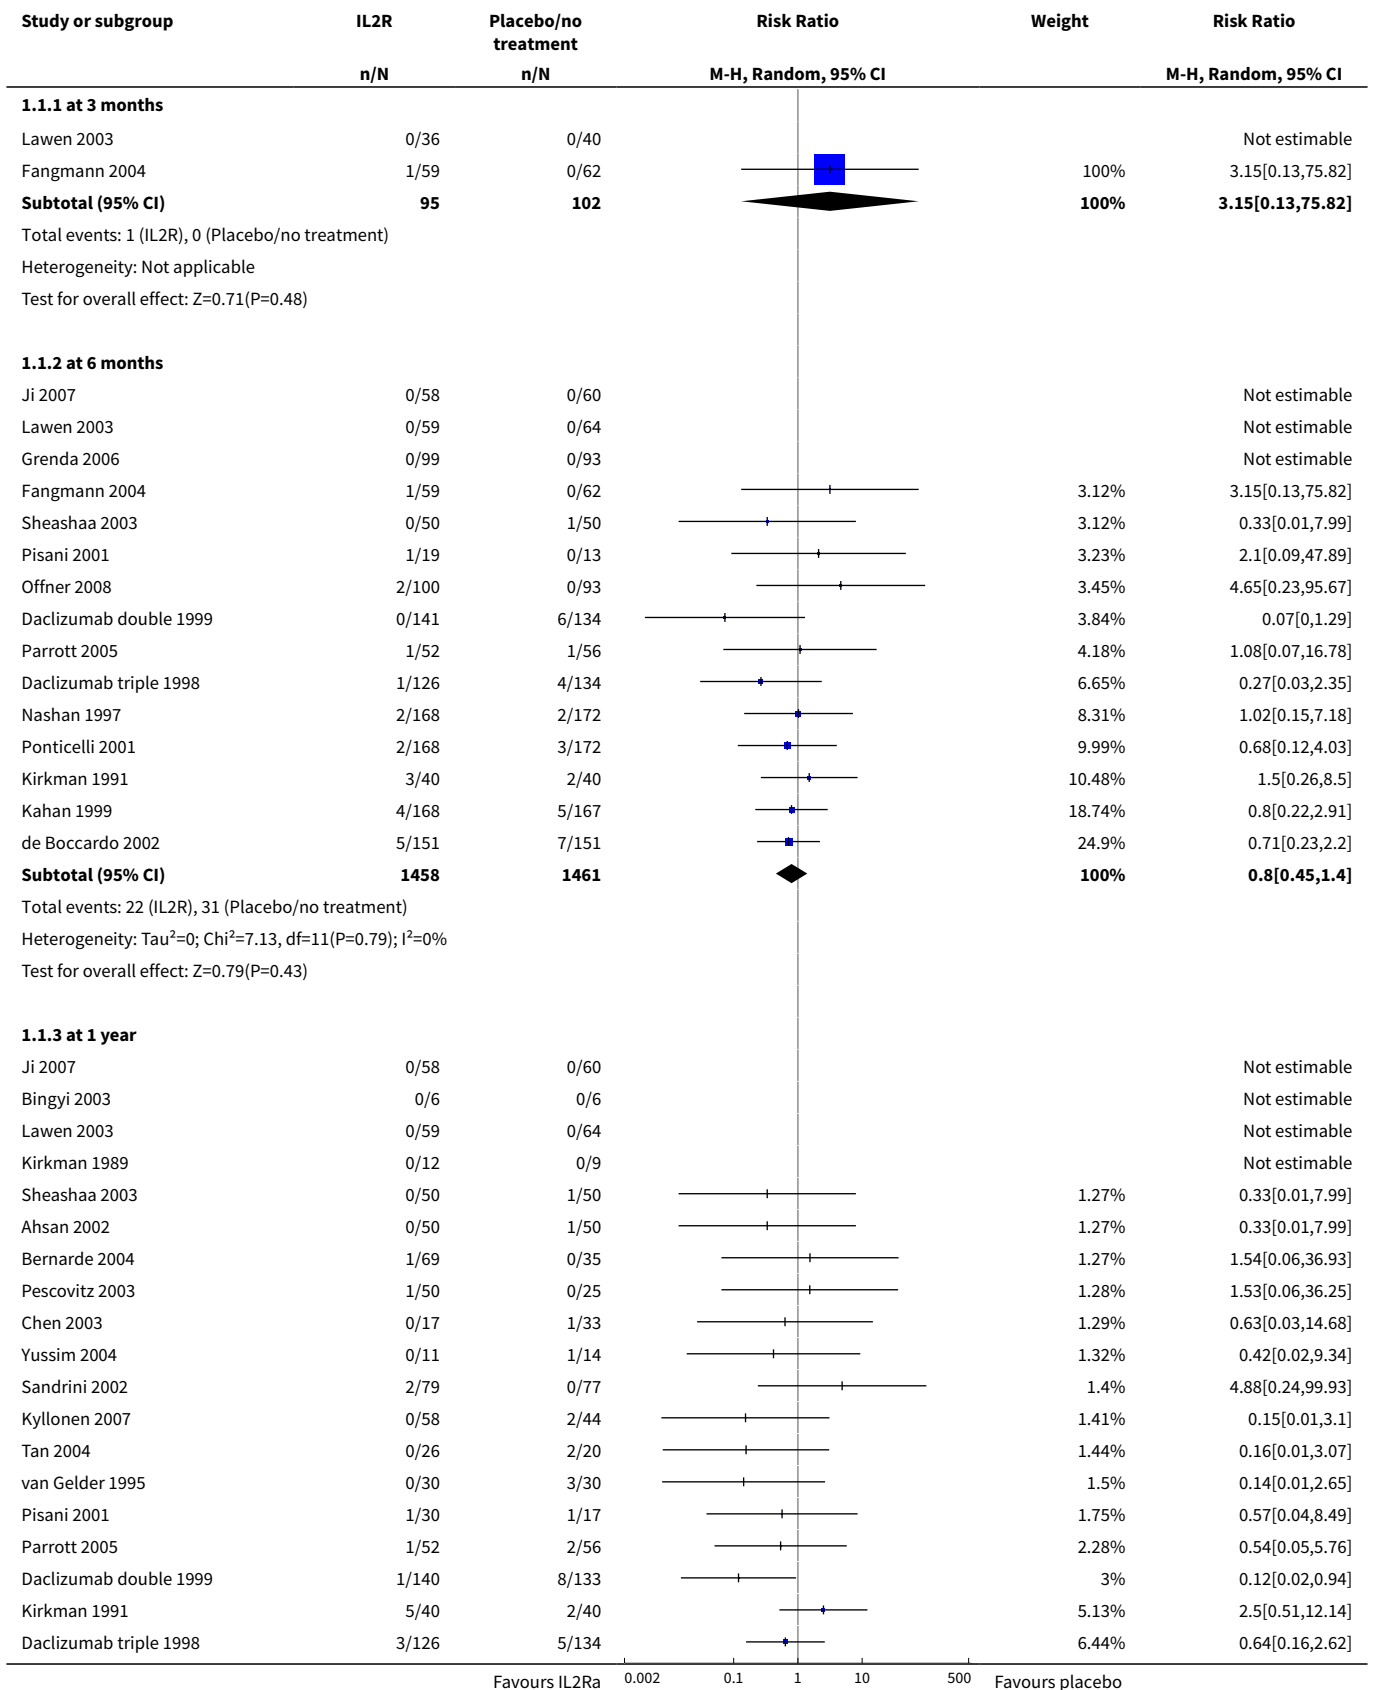 Study or subgroup IL2R Placebo/no treatment Risk Ratio Weight Risk Ratio
n/N n/N M-H, Random, 95% CI M-H, Random, 95% CI
1.1.1 at 3 months
Lawen 2003 0/36 0/40 Not estimable
Fangmann 2004 1/59 0/62 100% 3.15[0.13,75.82]
Subtotal (95% CI) 95 102 100% 3.15[0.13,75.82]
Total events: 1 (IL2R), 0 (Placebo/no treatment)
Heterogeneity: Not applicable
Test for overall effect: Z=0.71(P=0.48)
1.1.2 at 6 months
Ji 2007 0/58 0/60 Not estimable
Lawen 2003 0/59 0/64 Not estimable
Grenda 2006 0/99 0/93 Not estimable
Fangmann 2004 1/59 0/62 3.12% 3.15[0.13,75.82]
Sheashaa 2003 0/50 1/50 3.12% 0.33[0.01,7.99]
Pisani 2001 1/19 0/13 3.23% 2.1[0.09,47.89]
Offner 2008 2/100 0/93 3.45% 4.65[0.23,95.67]
Daclizumab double 1999 0/141 6/134 3.84% 0.07[0,1.29]
Parrott 2005 1/52 1/56 4.18% 1.08[0.07,16.78]
Daclizumab triple 1998 1/126 4/134 6.65% 0.27[0.03,2.35]
Nashan 1997 2/168 2/172 8.31% 1.02[0.15,7.18]
Ponticelli 2001 2/168 3/172 9.99% 0.68[0.12,4.03]
Kirkman 1991 3/40 2/40 10.48% 1.5[0.26,8.5]
Kahan 1999 4/168 5/167 18.74% 0.8[0.22,2.91]
de Boccardo 2002 5/151 7/151 24.9% 0.71[0.23,2.2]
Subtotal (95% CI) 1458 1461 100% 0.8[0.45,1.4]
Total events: 22 (IL2R), 31 (Placebo/no treatment)
Heterogeneity: Tau²=0; Chi²=7.13, df=11(P=0.79); I²=0%
Test for overall effect: Z=0.79(P=0.43)
1.1.3 at 1 year
Ji 2007 0/58 0/60 Not estimable
Bingyi 2003 0/6 0/6 Not estimable
Lawen 2003 0/59 0/64 Not estimable
Kirkman 1989 0/12 0/9 Not estimable
Sheashaa 2003 0/50 1/50 1.27% 0.33[0.01,7.99]
Ahsan 2002 0/50 1/50 1.27% 0.33[0.01,7.99]
Bernarde 2004 1/69 0/35 1.27% 1.54[0.06,36.93]
Pescovitz 2003 1/50 0/25 1.28% 1.53[0.06,36.25]
Chen 2003 0/17 1/33 1.29% 0.63[0.03,14.68]
Yussim 2004 0/11 1/14 1.32% 0.42[0.02,9.34]
Sandrini 2002 2/79 0/77 1.4% 4.88[0.24,99.93]
Kyllonen 2007 0/58 2/44 1.41% 0.15[0.01,3.1]
Tan 2004 0/26 2/20 1.44% 0.16[0.01,3.07]
van Gelder 1995 0/30 3/30 1.5% 0.14[0.01,2.65]
Pisani 2001 1/30 1/17 1.75% 0.57[0.04,8.49]
Parrott 2005 1/52 2/56 2.28% 0.54[0.05,5.76]
Daclizumab double 1999 1/140 8/133 3% 0.12[0.02,0.94]
Kirkman 1991 5/40 2/40 5.13% 2.5[0.51,12.14]
Daclizumab triple 1998 3/126 5/134 6.44% 0.64[0.16,2.62]
Favours IL2Ra 0.002 0.1 1 10 500 Favours placebo